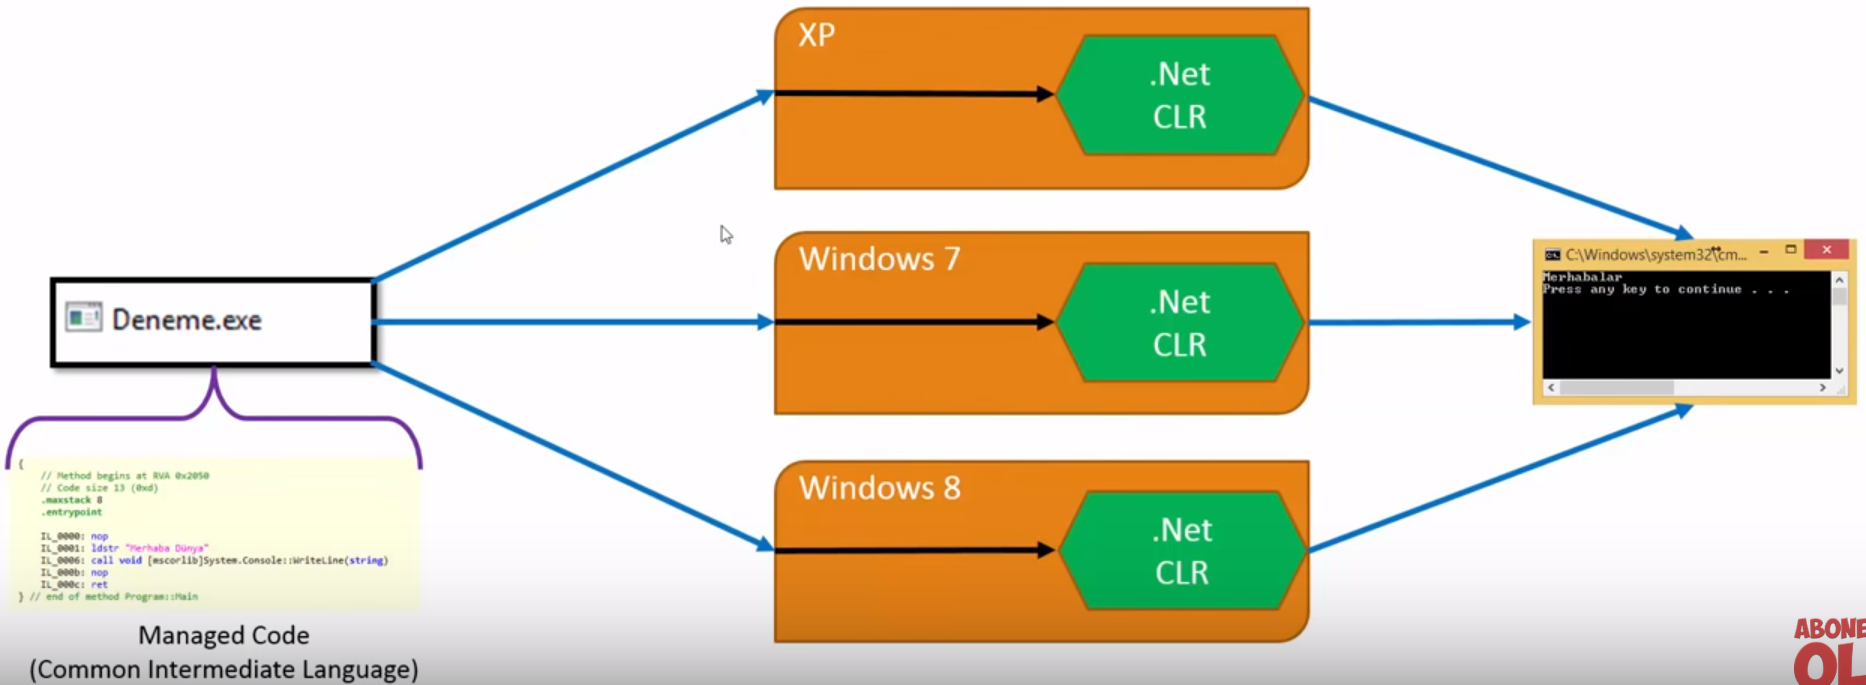 XP
.Net
CLR
Windows 7
.Net
CLR
Windows 8
.Net
CLR
Deneme.exe
{
// Method begins at RVA 0x2050
// Code size 13 (0xd)
.maxstack 8
.entrypoint
IL_0000: nop
IL_0001: ldstr "Merhaba Dünya"
IL_0006: call void [mscorlib]System.Console::WriteLine(string)
IL_000b: nop
IL_000c: ret
} // end of method Program::Main
Managed Code
(Common Intermediate Language)
C:\Windows\system32\cm...
Merhabalar
Press any key to continue . . .
ABONE
OL